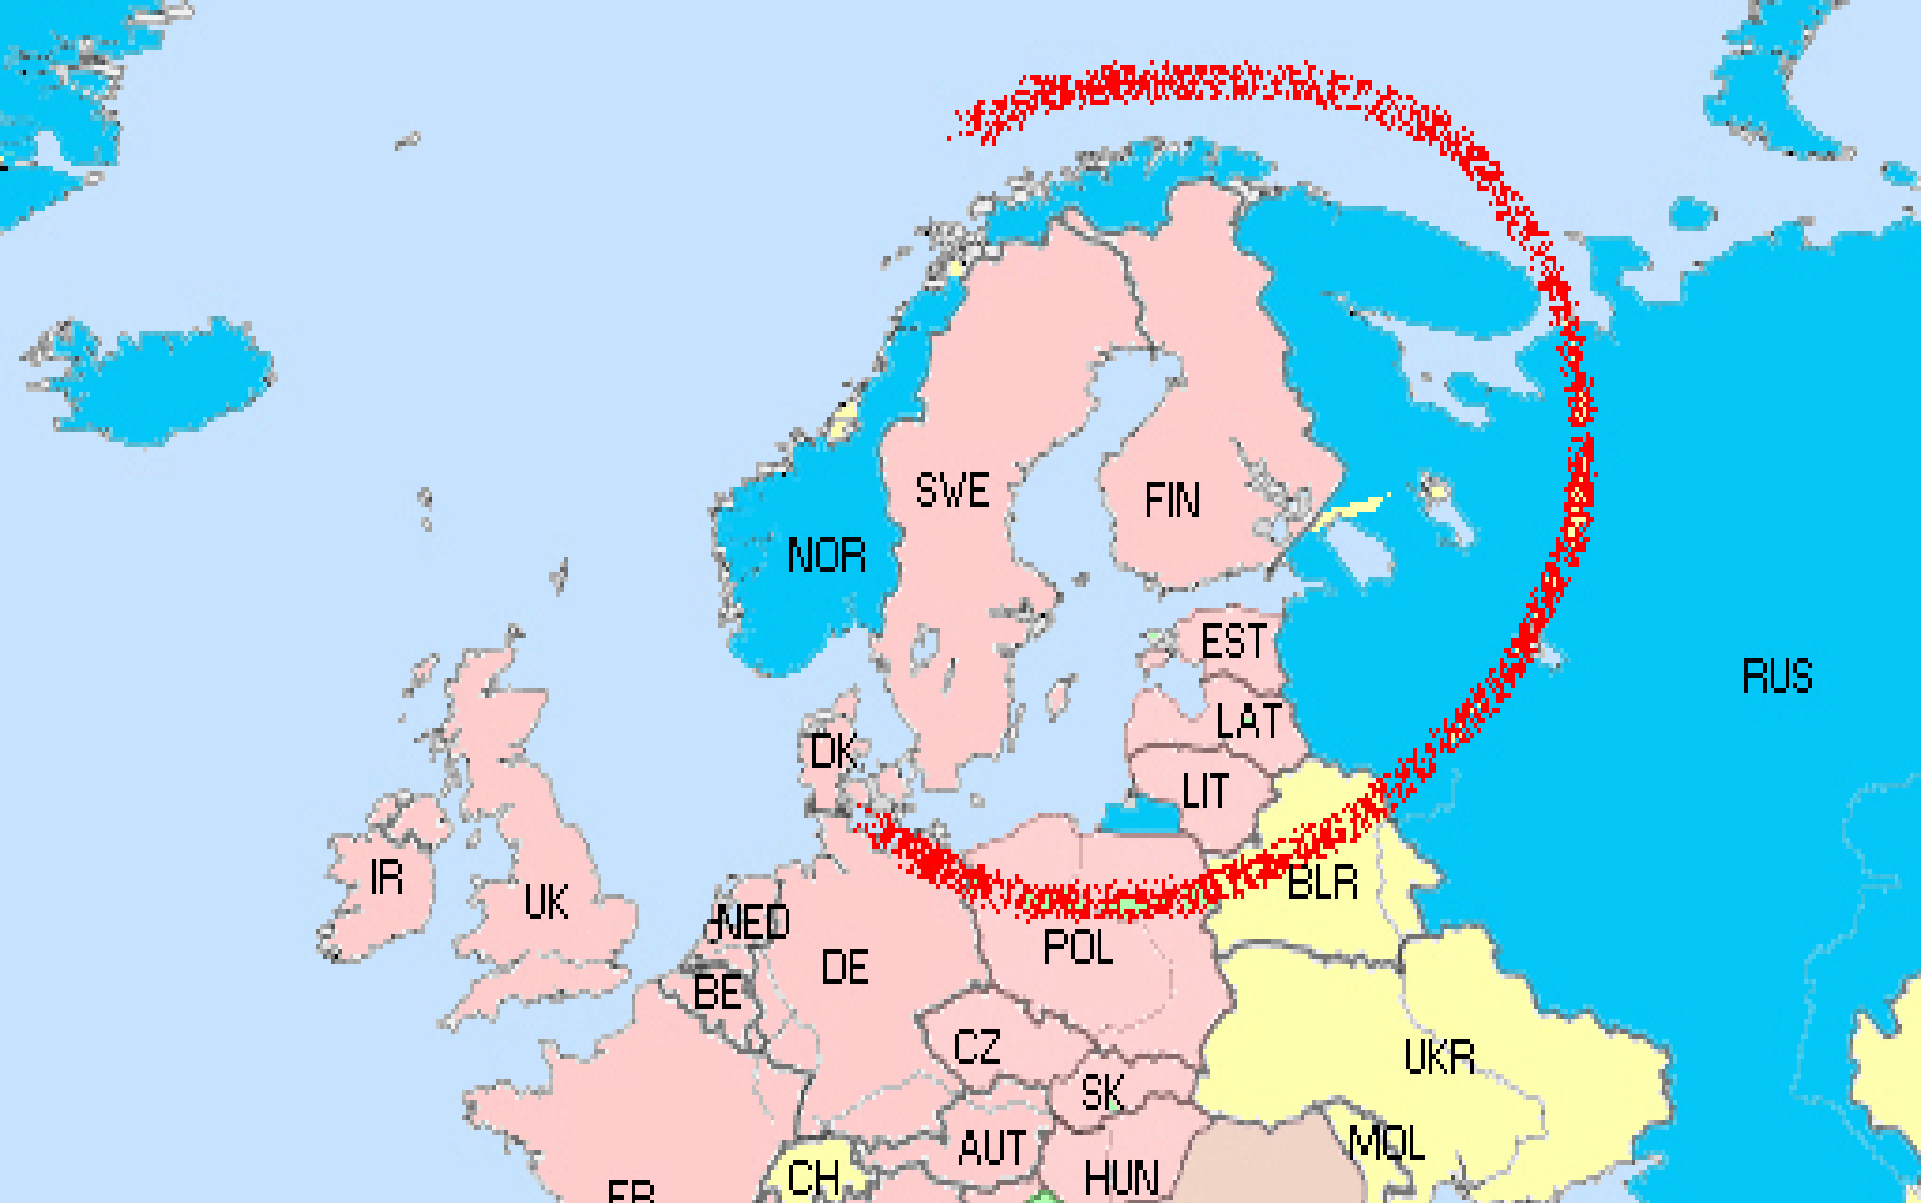 SWE
FIN
NOR
EST
RUS
LAT
DK
LIT
IR
UK
BLR
NED
POL
DE
BE
CZ
UKR
SK
AUT
MOL
CH
HUN
FR